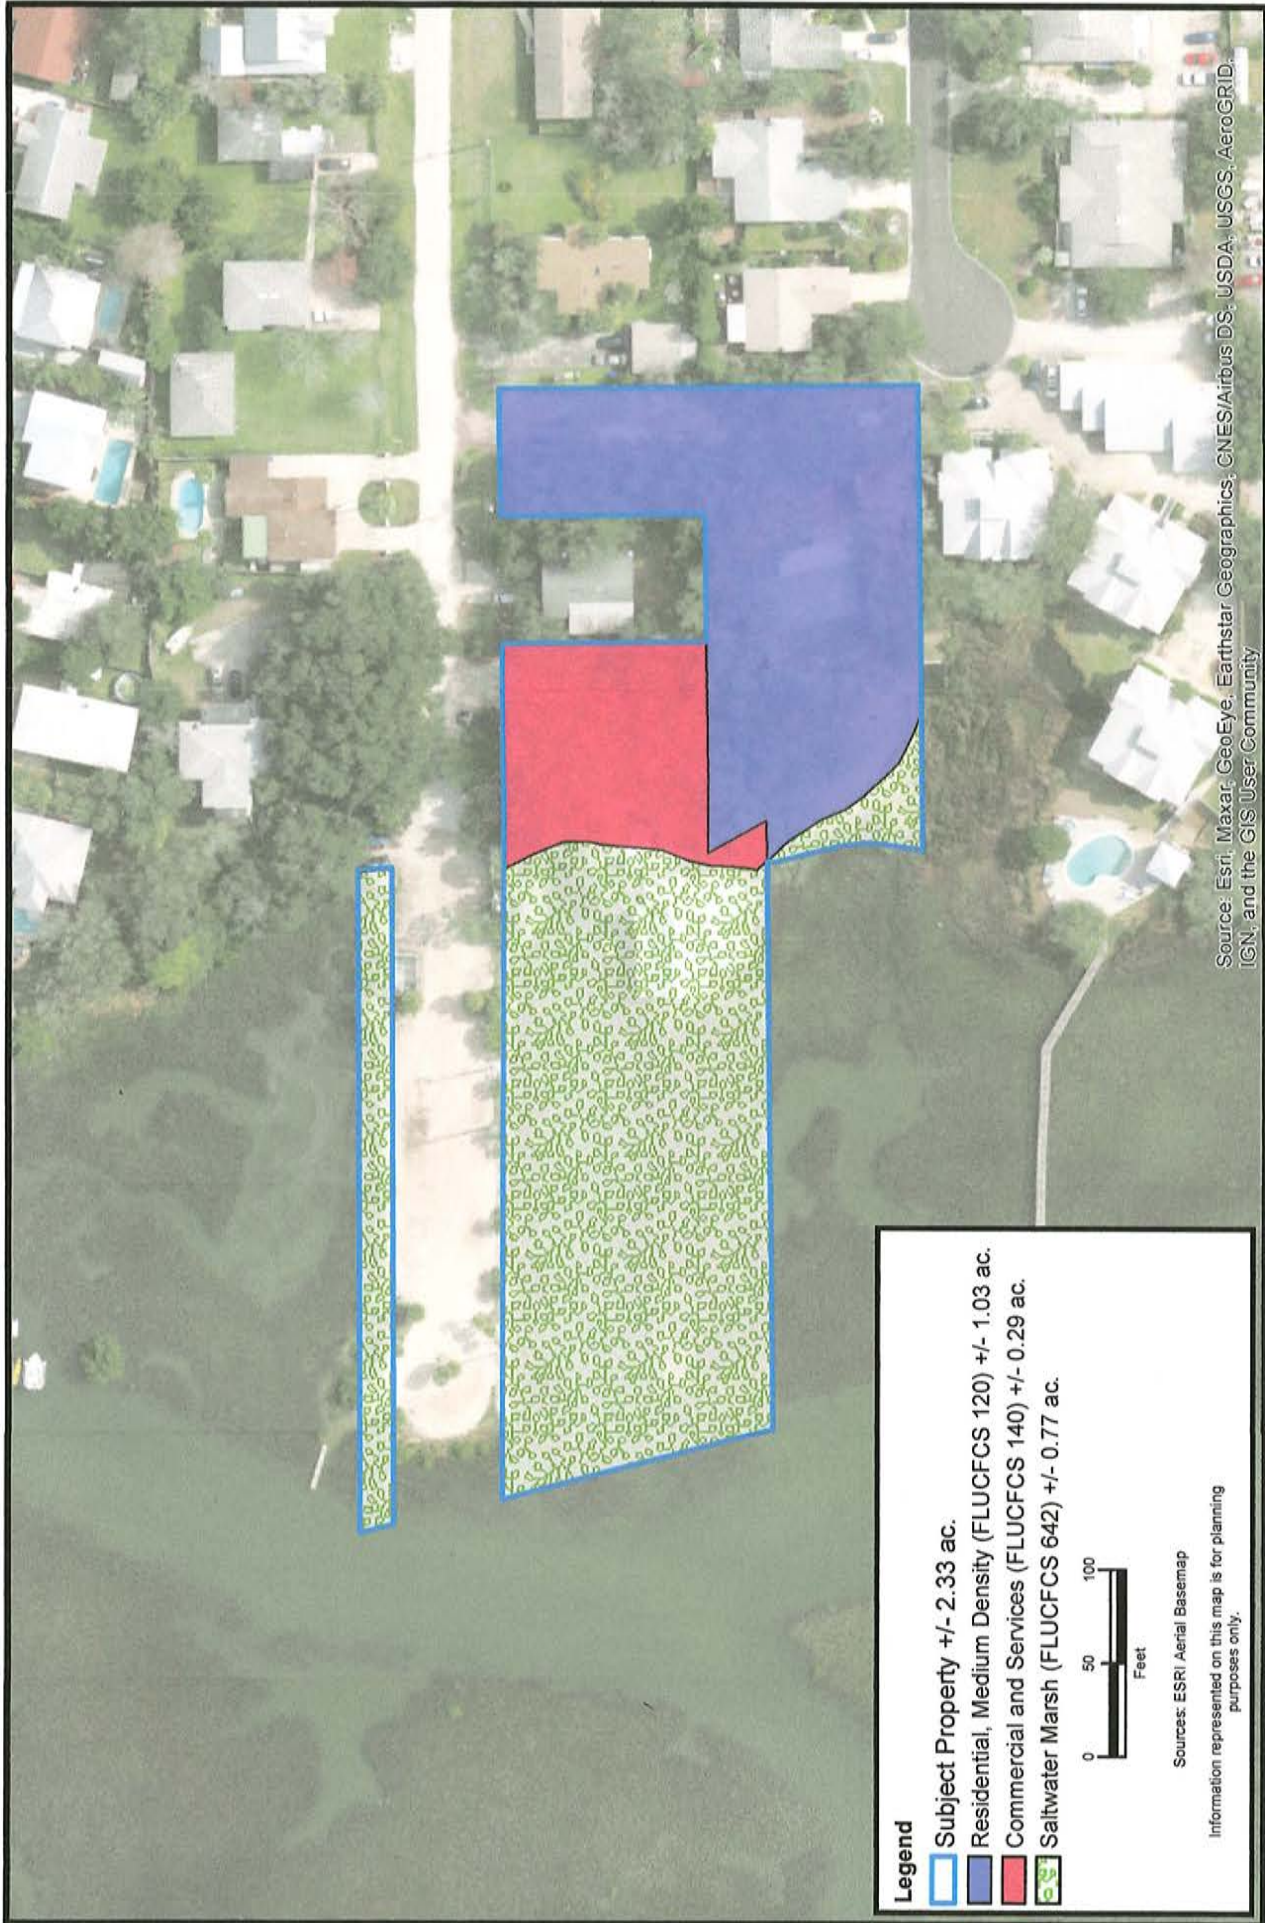 Source: Esri, Maxar, GeoEye, Earthstar Geographics, CNES/Airbus DS, USDA, USGS, AeroGRID,
IGN, and the GIS User Community
Legend
Subject Property +/- 2.33 ac.
Residential, Medium Density (FLUCFCS 120) +/- 1.03 ac.
Commercial and Services (FLUCFCS 140) +/- 0.29 ac.
Saltwater Marsh (FLUCFCS 642) +/- 0.77 ac.
0 50 100
Feet
Sources: ESRI Aerial Basemap
Information represented on this map is for planning
purposes only.